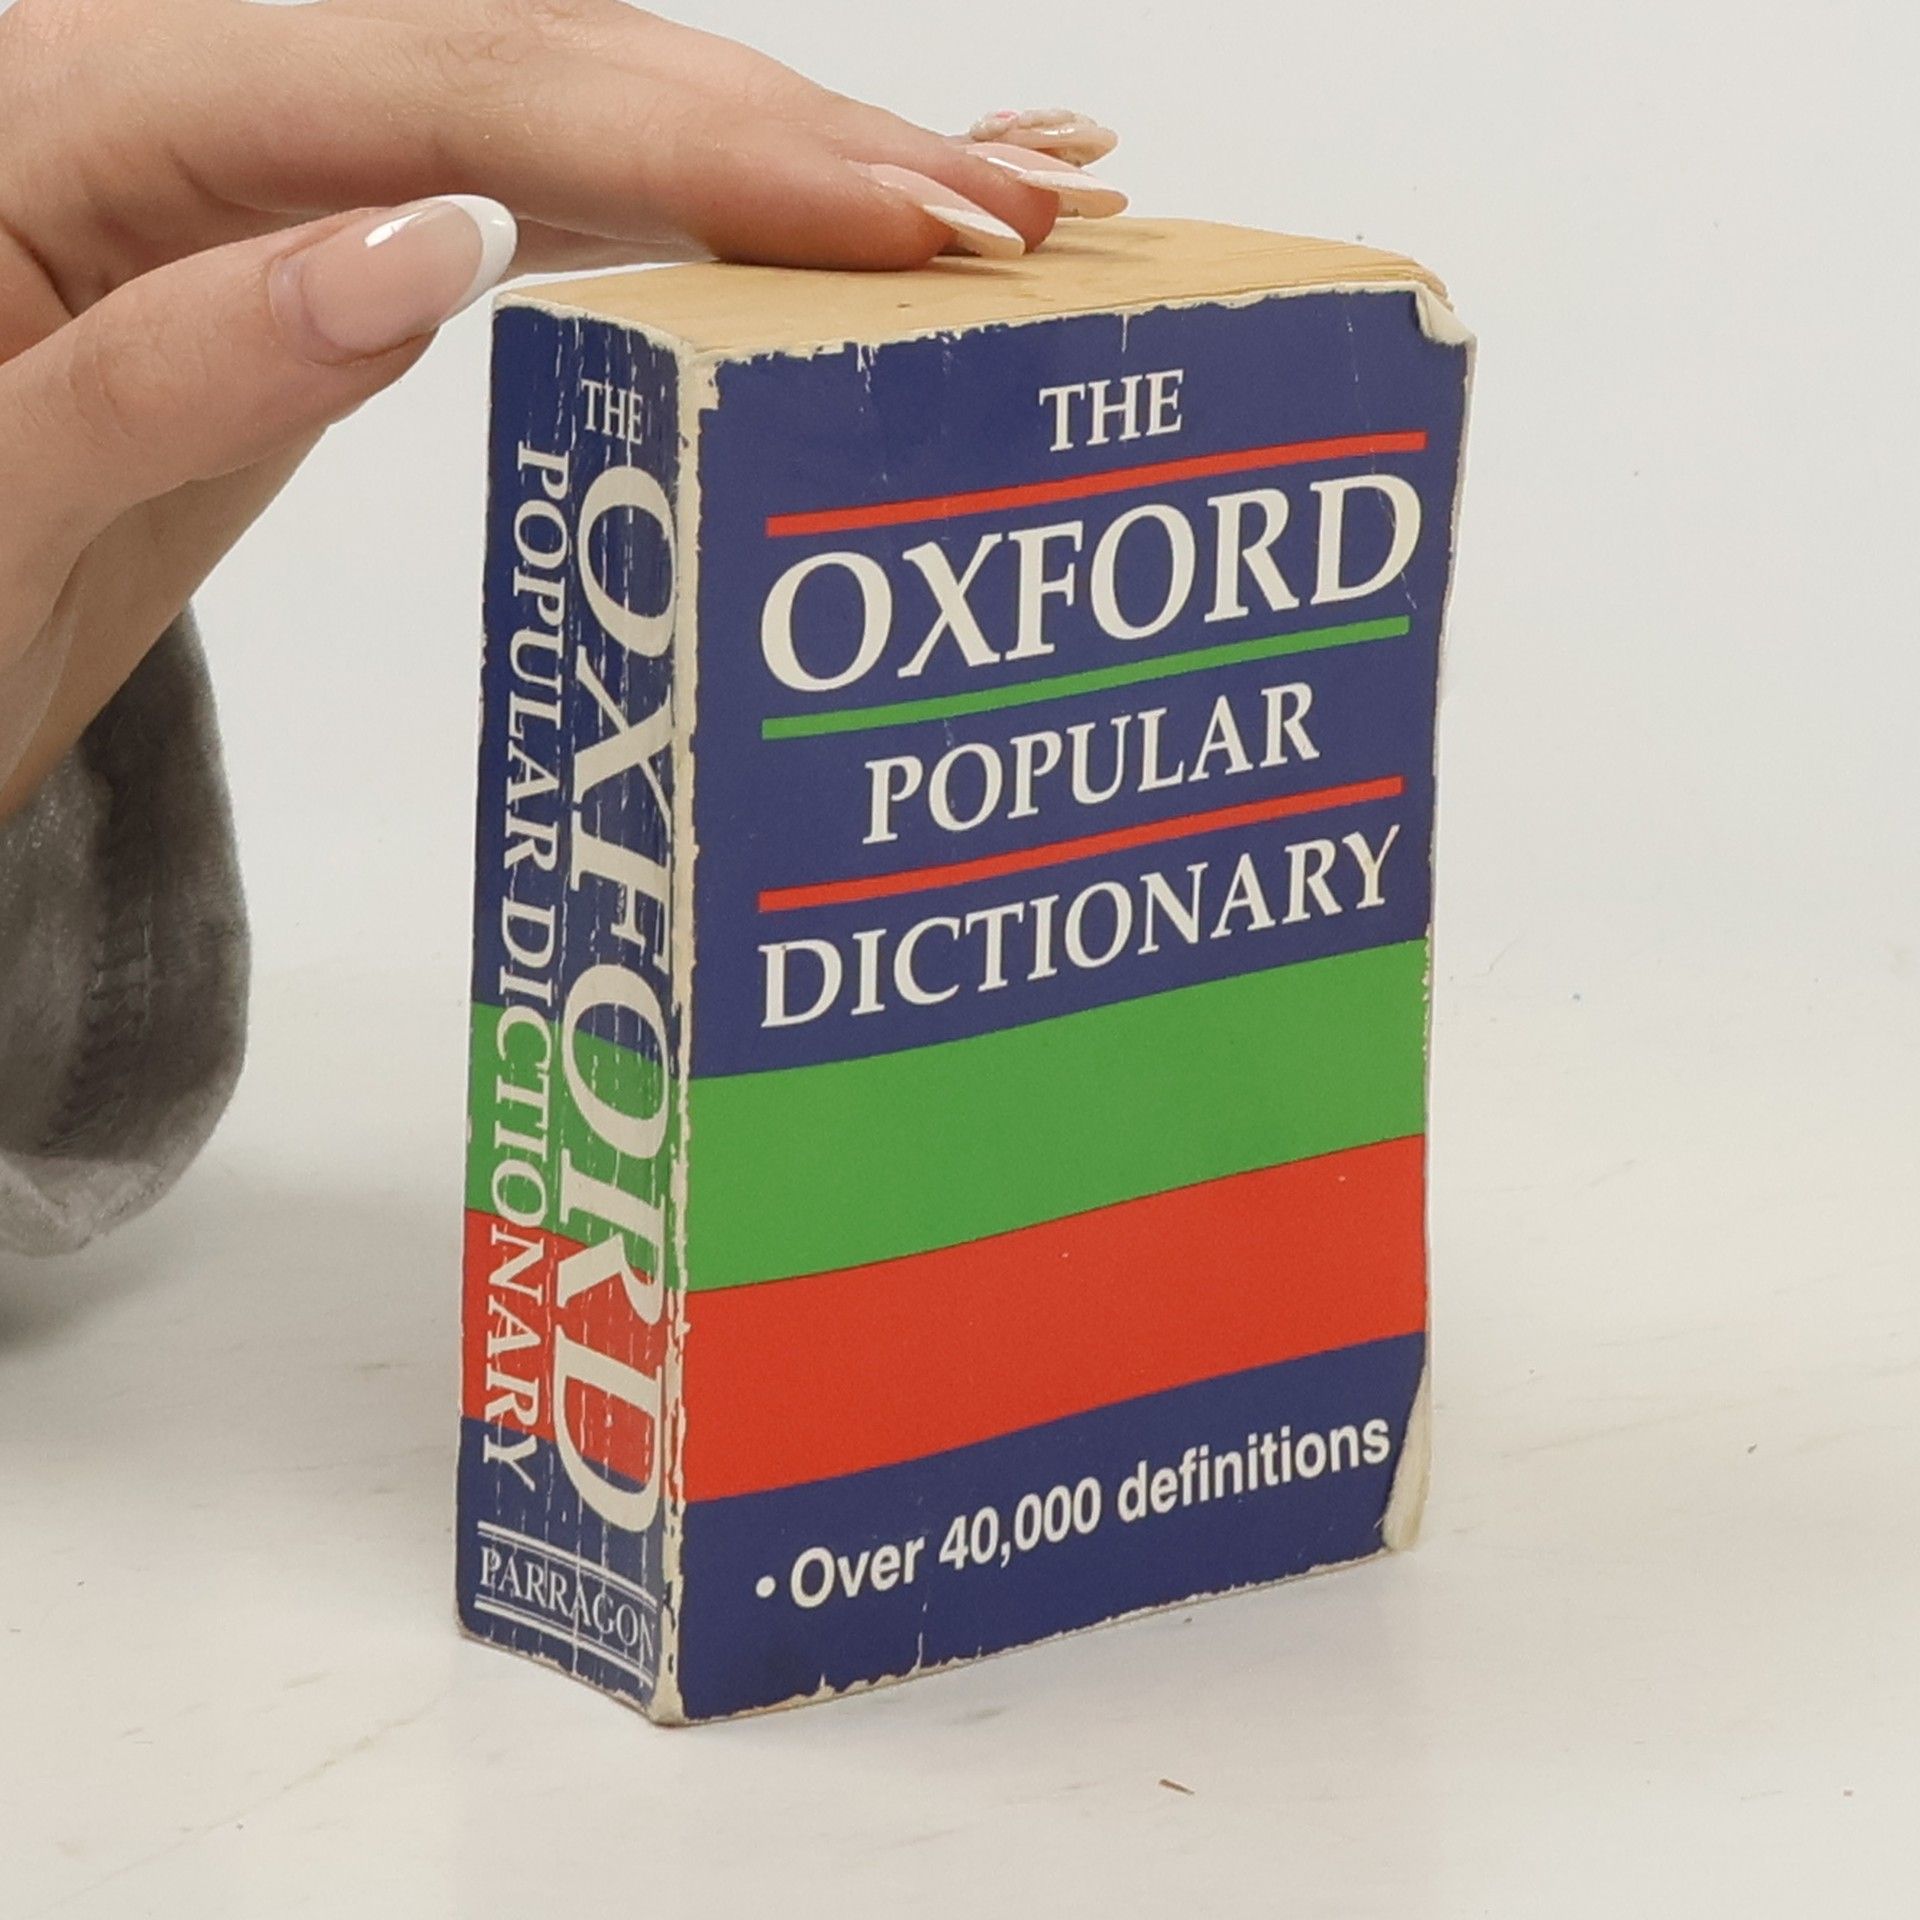 THE
OXFORD
POPULAR DICTIONARY
PARRAGON
THE
OXFORD
POPULAR
DICTIONARY
• Over 40,000 definitions